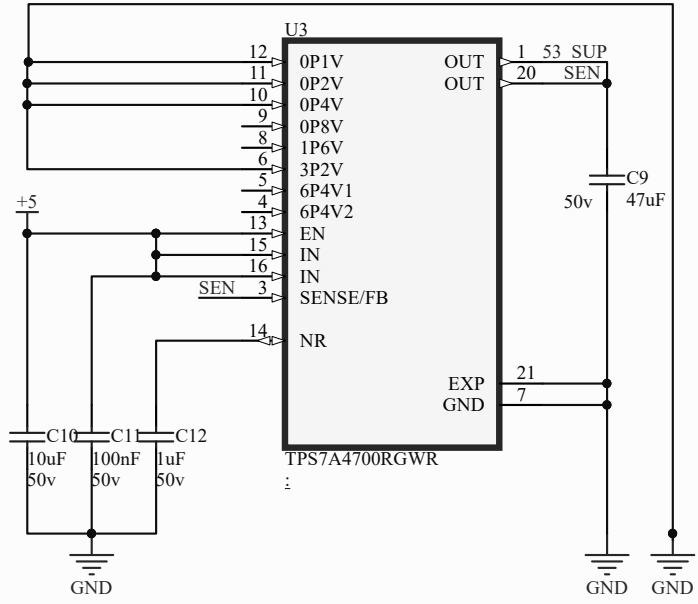 U3
12 0P1V OUT 1 53 SUP
11 0P2V OUT 20 SEN
10 0P4V
9 0P8V
8 1P6V
6 3P2V
5 6P4V1
4 6P4V2
+5
13 EN
15 IN
16 IN
SEN 3 SENSE/FB
14 NR
C9
50v 47uF
EXP 21
GND 7
C10 C11 C12
10uF 100nF 1uF
50v 50v 50v
TPS7A4700RGWR
:
GND GND GND